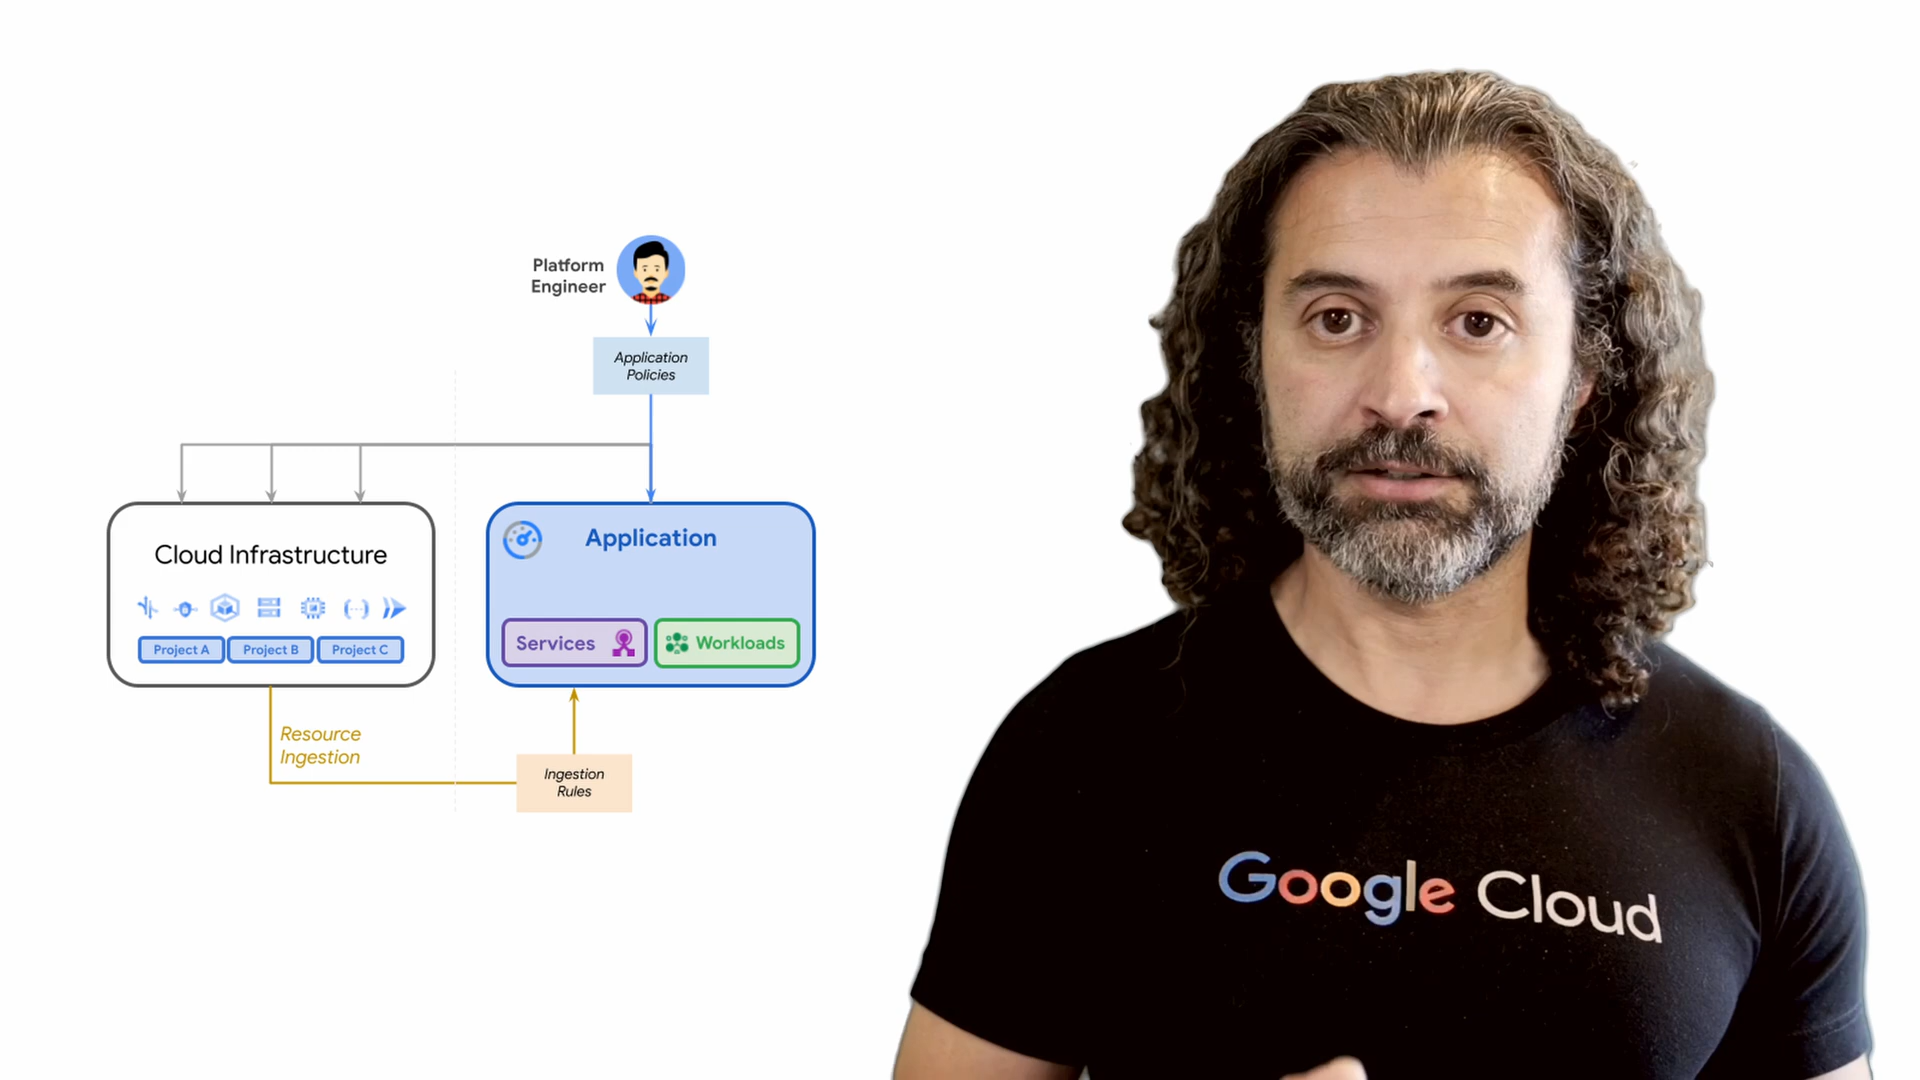 Platform
Engineer
Application
Policies
Cloud Infrastructure
Project A
Project B
Project C
Application
Services
Workloads
Resource
Ingestion
Ingestion
Rules
Google Cloud